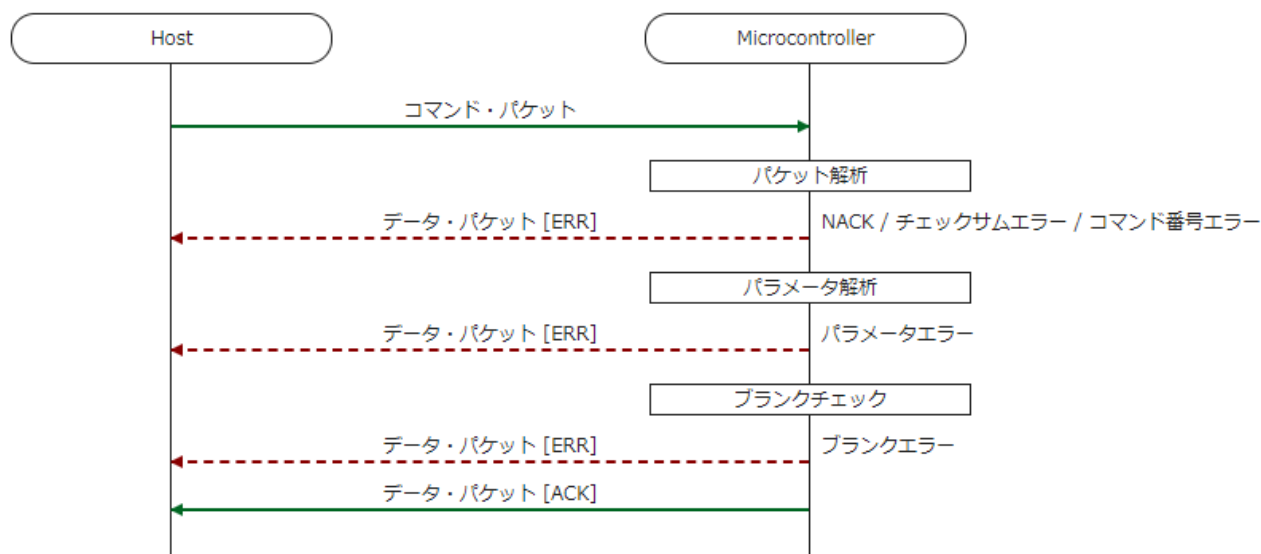 Host
Microcontroller
コマンド・パケット
パケット解析
データ・パケット [ERR]
NACK / チェックサムエラー / コマンド番号エラー
パラメータ解析
データ・パケット [ERR]
パラメータエラー
ブランクチェック
データ・パケット [ERR]
ブランクエラー
データ・パケット [ACK]